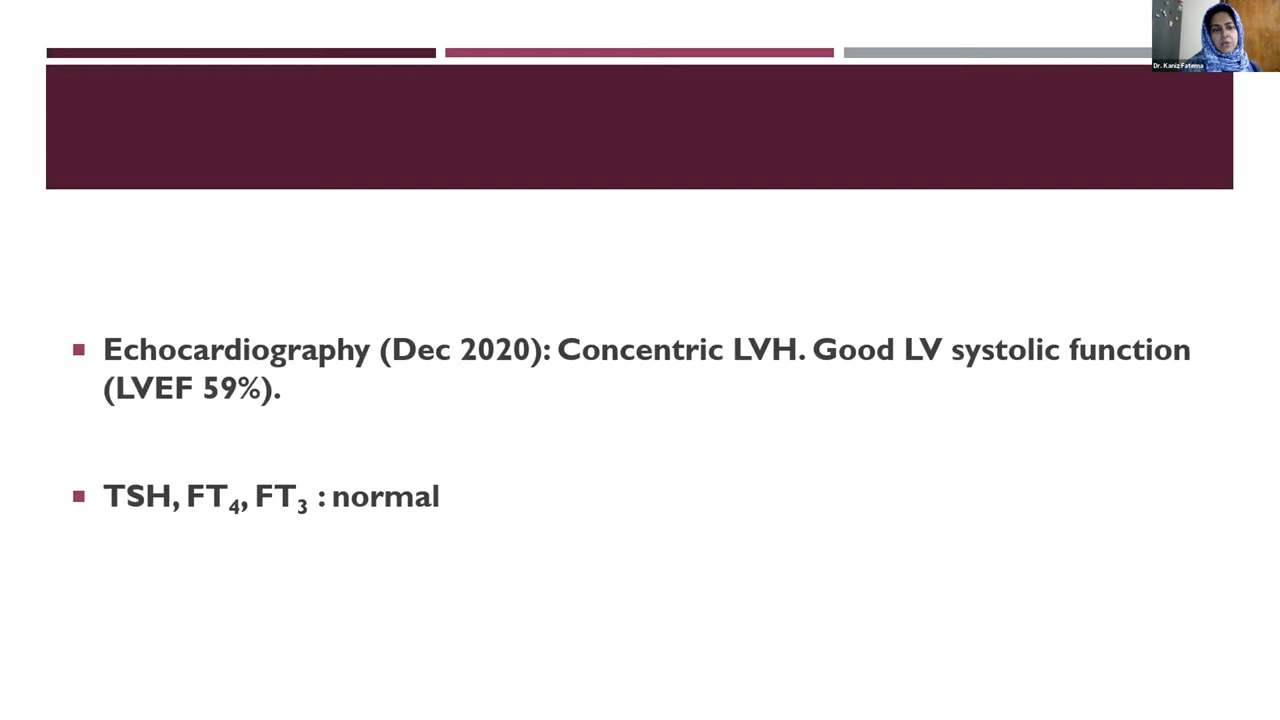 Dr. Kaniz Fatema
Echocardiography (Dec 2020): Concentric LVH. Good LV systolic function
(LVEF 59%).
TSH, FT₄, FT₃ : normal